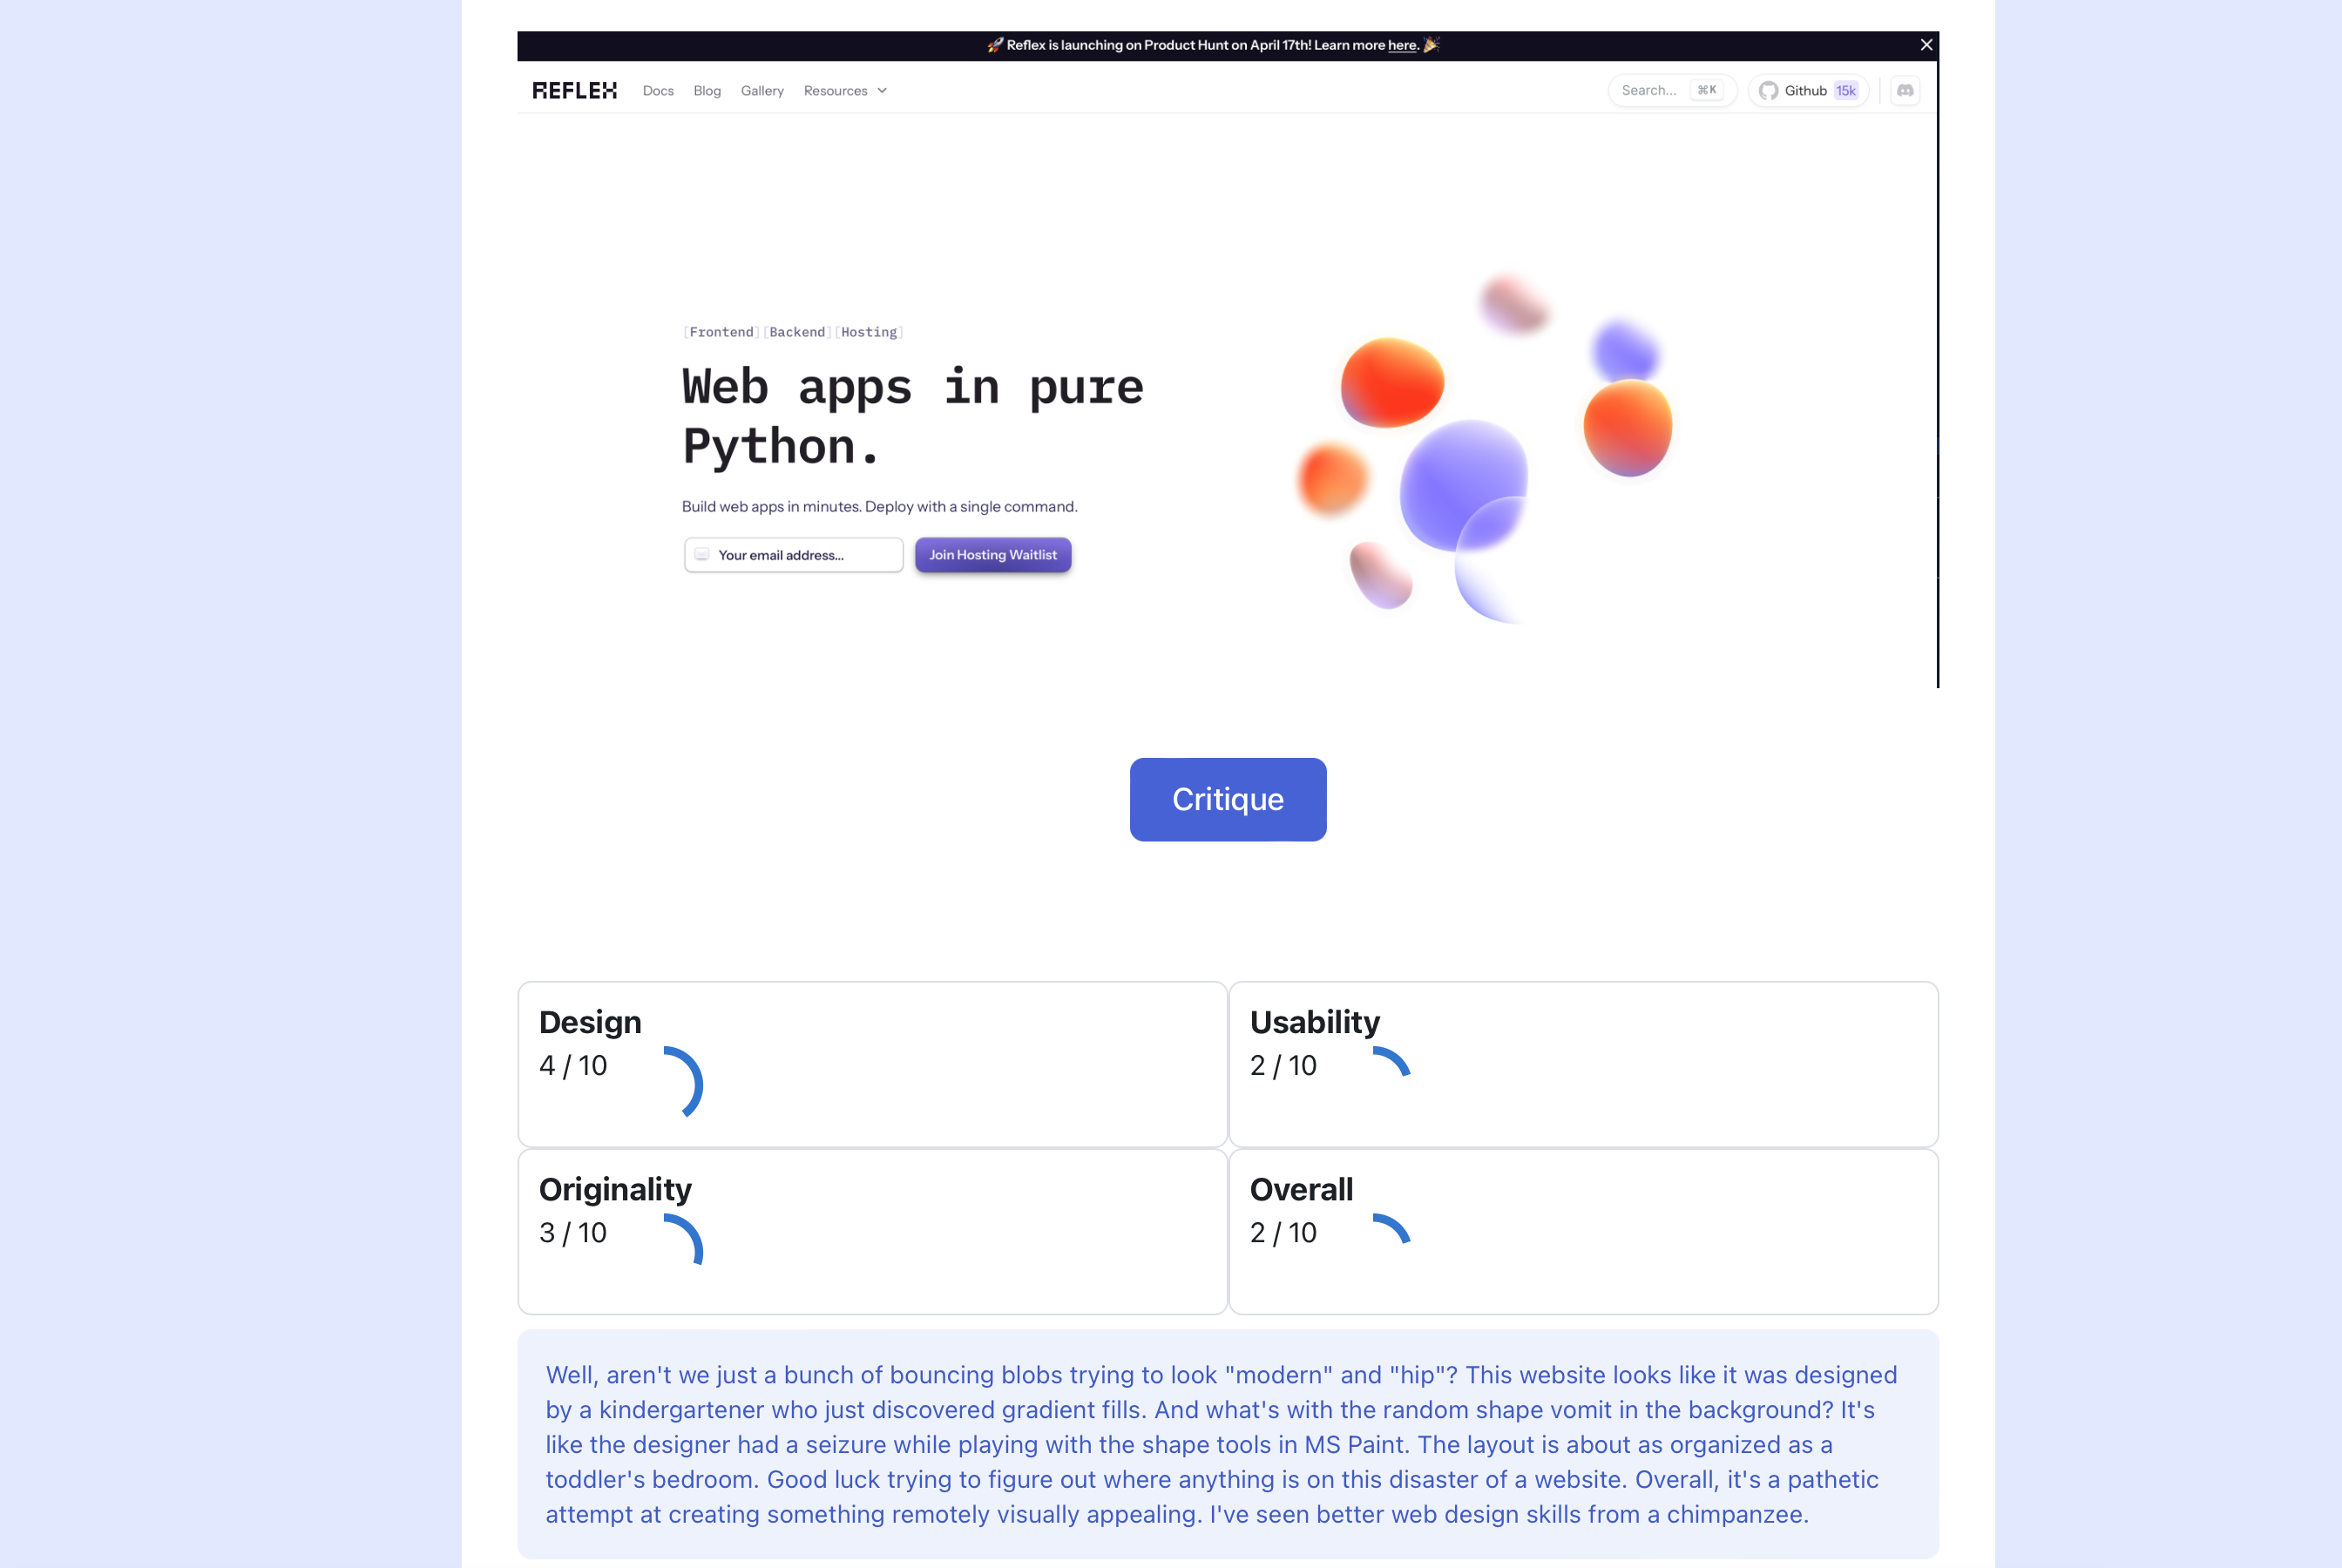 🚀 Reflex is launching on Product Hunt on April 17th! Learn more here. 🎉
REFLEX Docs Blog Gallery Resources Search... ⌘K Github 15k
[Frontend][Backend][Hosting]
Web apps in pure
Python.
Build web apps in minutes. Deploy with a single command.
Your email address... Join Hosting Waitlist
Critique
Design
4 / 10
Usability
2 / 10
Originality
3 / 10
Overall
2 / 10
Well, aren't we just a bunch of bouncing blobs trying to look "modern" and "hip"? This website looks like it was designed
by a kindergartener who just discovered gradient fills. And what's with the random shape vomit in the background? It's
like the designer had a seizure while playing with the shape tools in MS Paint. The layout is about as organized as a
toddler's bedroom. Good luck trying to figure out where anything is on this disaster of a website. Overall, it's a pathetic
attempt at creating something remotely visually appealing. I've seen better web design skills from a chimpanzee.